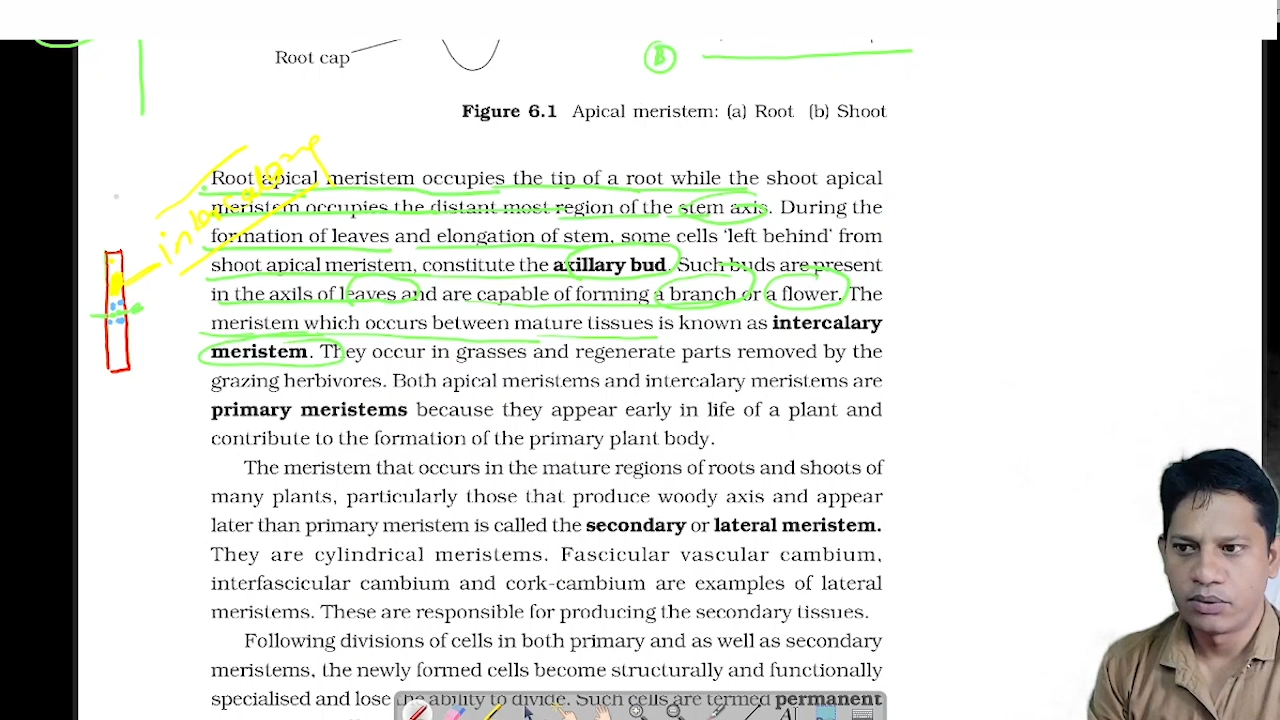 Root cap
B
Figure 6.1 Apical meristem: (a) Root (b) Shoot
Root apical meristem occupies the tip of a root while the shoot apical
meristem occupies the distant most region of the stem axis. During the
formation of leaves and elongation of stem, some cells ‘left behind’ from
shoot apical meristem, constitute the axillary bud. Such buds are present
in the axils of leaves and are capable of forming a branch or a flower. The
meristem which occurs between mature tissues is known as intercalary
meristem. They occur in grasses and regenerate parts removed by the
grazing herbivores. Both apical meristems and intercalary meristems are
primary meristems because they appear early in life of a plant and
contribute to the formation of the primary plant body.
The meristem that occurs in the mature regions of roots and shoots of
many plants, particularly those that produce woody axis and appear
later than primary meristem is called the secondary or lateral meristem.
They are cylindrical meristems. Fascicular vascular cambium,
interfascicular cambium and cork-cambium are examples of lateral
meristems. These are responsible for producing the secondary tissues.
Following divisions of cells in both primary and as well as secondary
meristems, the newly formed cells become structurally and functionally
specialised and lose the ability to divide. Such cells are termed permanent